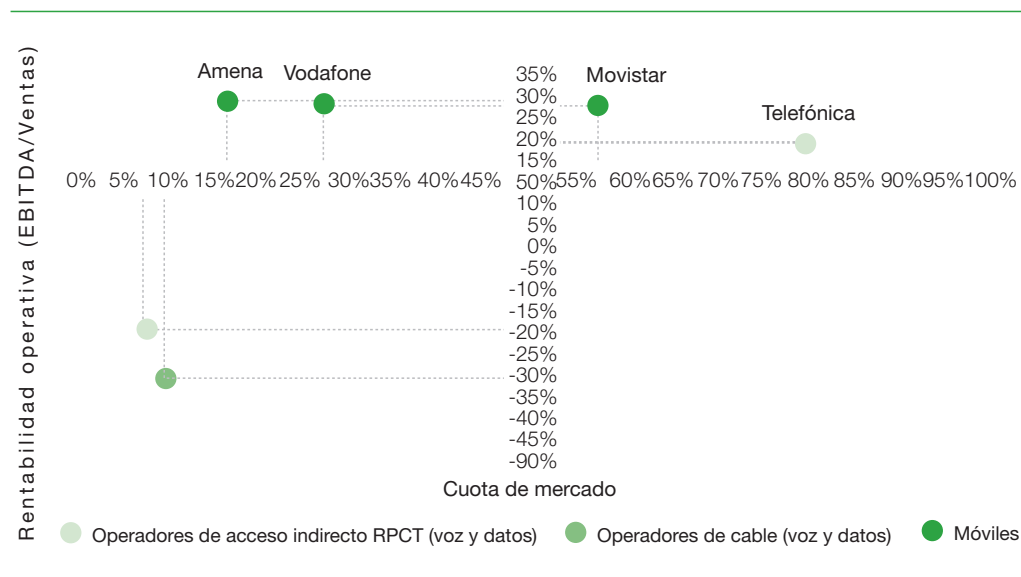 Rentabilidad operativa (EBITDA/Ventas)
Amena Vodafone
35%
Movistar
30%
25%
Telefónica
20%
15%
0% 5% 10% 15%20%25% 30%35% 40%45% 50%55% 60%65% 70%75% 80% 85% 90%95%100%
10%
5%
0%
-5%
-10%
-15%
-20%
-25%
-30%
-35%
-40%
-45%
-90%
Cuota de mercado
Operadores de acceso indirecto RPCT (voz y datos) Operadores de cable (voz y datos) Móviles